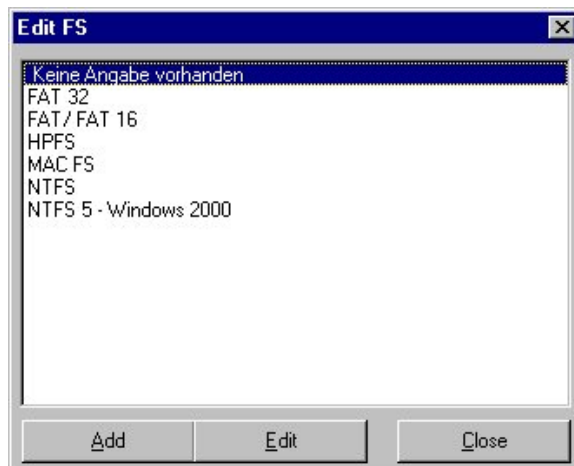 Edit FS
Keine Angabe vorhanden
FAT 32
FAT / FAT 16
HPFS
MAC FS
NTFS
NTFS 5 - Windows 2000
Add
Edit
Close